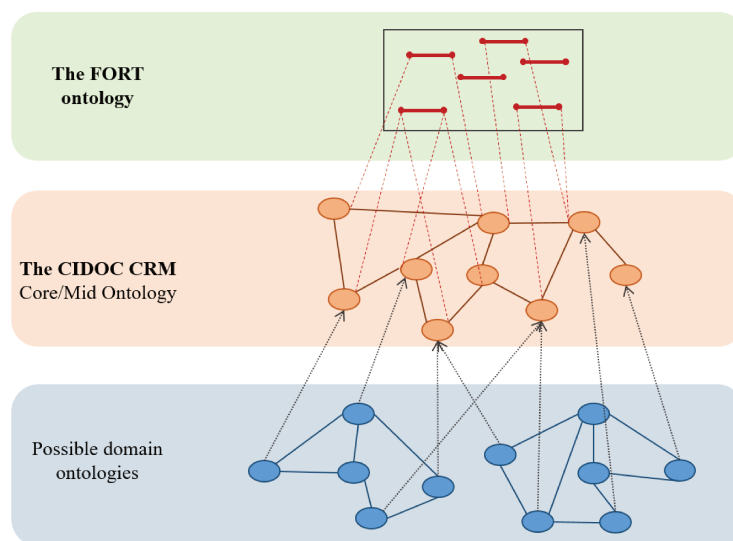 The FORT
ontology
The CIDOC CRM
Core/Mid Ontology
Possible domain
ontologies